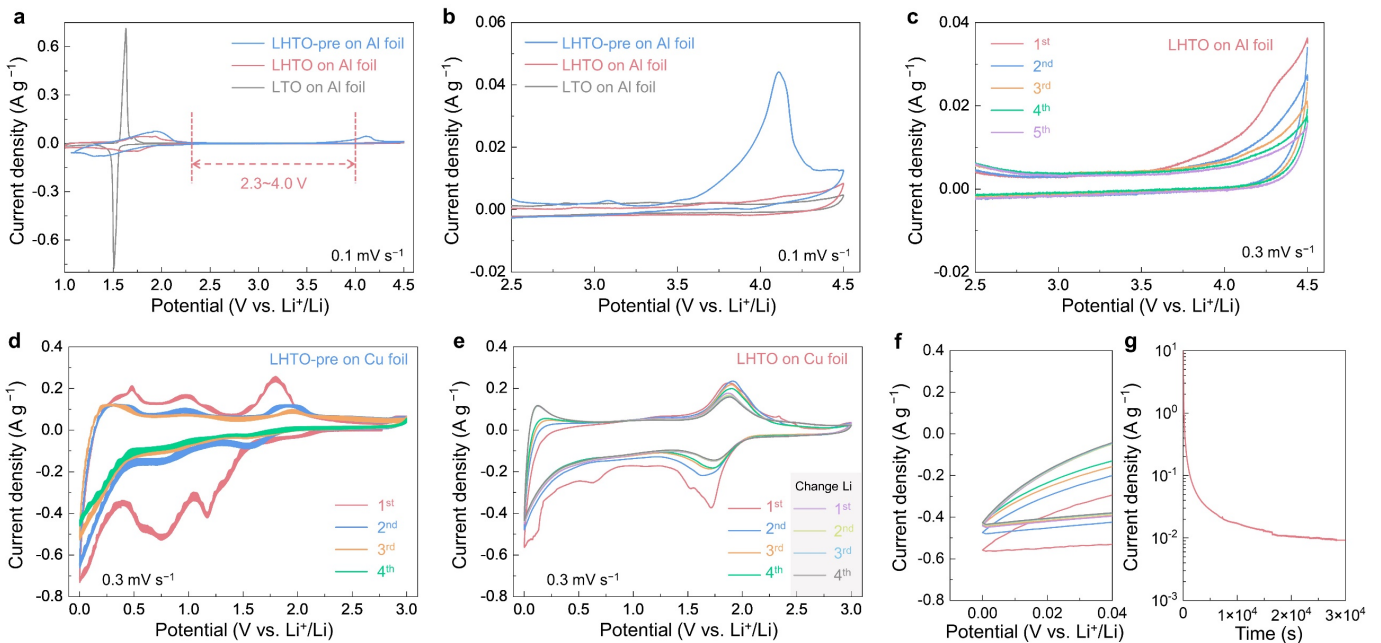 a
0.6
0.3
0.0
-0.3
-0.6
Current density (A g⁻¹)
LHTO-pre on Al foil
LHTO on Al foil
LTO on Al foil
2.3~4.0 V
0.1 mV s⁻¹
1.0 1.5 2.0 2.5 3.0 3.5 4.0 4.5
Potential (V vs. Li⁺/Li)
b
0.06
0.04
0.02
0.00
-0.02
Current density (A g⁻¹)
LHTO-pre on Al foil
LHTO on Al foil
LTO on Al foil
0.1 mV s⁻¹
2.5 3.0 3.5 4.0 4.5
Potential (V vs. Li⁺/Li)
c
0.04
0.02
0.00
-0.02
Current density (A g⁻¹)
1ˢᵗ
2ⁿᵈ
3ʳᵈ
4ᵗʰ
5ᵗʰ
LHTO on Al foil
0.3 mV s⁻¹
2.5 3.0 3.5 4.0 4.5
Potential (V vs. Li⁺/Li)
d
0.4
0.2
0.0
-0.2
-0.4
-0.6
-0.8
Current density (A g⁻¹)
LHTO-pre on Cu foil
1ˢᵗ
2ⁿᵈ
3ʳᵈ
4ᵗʰ
0.3 mV s⁻¹
0.0 0.5 1.0 1.5 2.0 2.5 3.0
Potential (V vs. Li⁺/Li)
e
0.4
0.2
0.0
-0.2
-0.4
-0.6
-0.8
Current density (A g⁻¹)
LHTO on Cu foil
Change Li
1ˢᵗ 1ˢᵗ
2ⁿᵈ 2ⁿᵈ
3ʳᵈ 3ʳᵈ
4ᵗʰ 4ᵗʰ
0.3 mV s⁻¹
0.0 0.5 1.0 1.5 2.0 2.5 3.0
Potential (V vs. Li⁺/Li)
f
0.4
0.2
0.0
-0.2
-0.4
-0.6
-0.8
Current density (A g⁻¹)
0.00 0.02 0.04
Potential (V vs. Li⁺/Li)
g
10¹
10⁰
10⁻¹
10⁻²
10⁻³
Current density (A g⁻¹)
0 1×10⁴ 2×10⁴ 3×10⁴
Time (s)